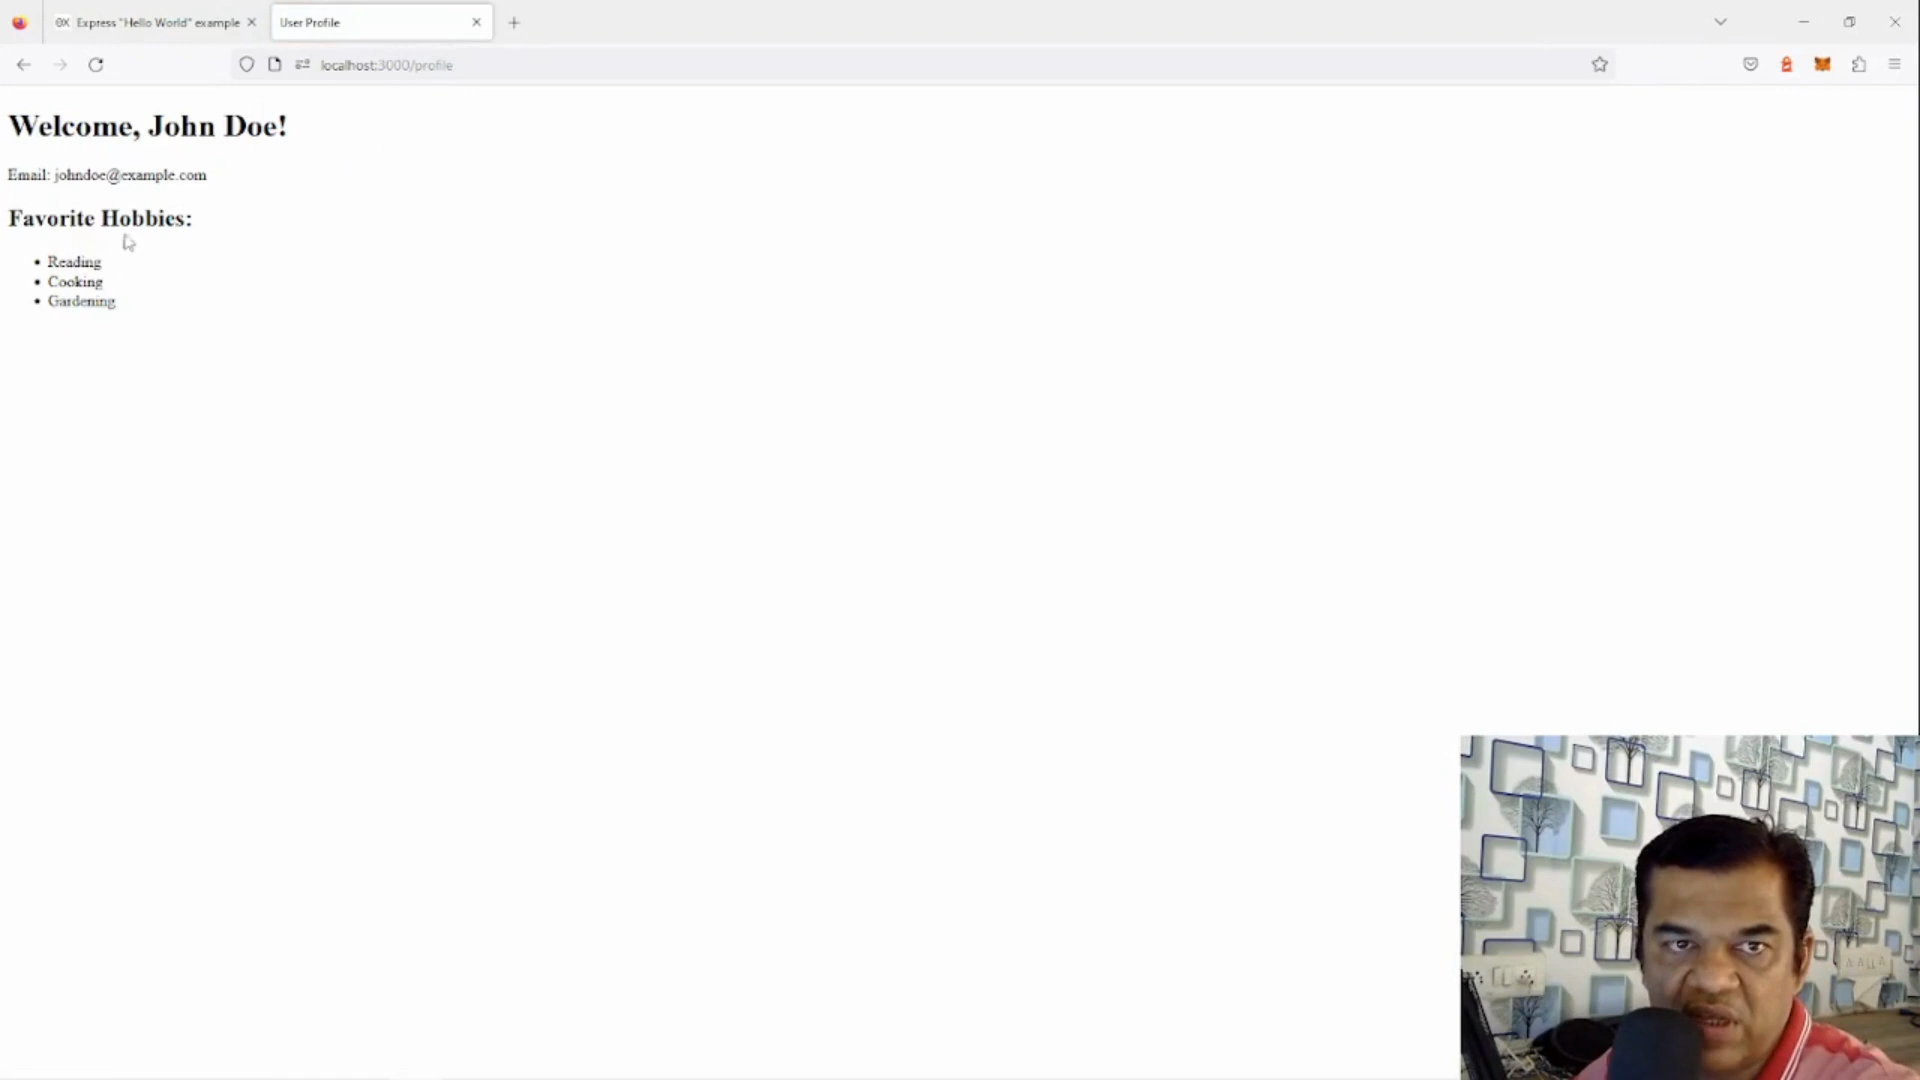 Express "Hello World" example
User Profile
localhost:3000/profile
Welcome, John Doe!
Email: johndoe@example.com
Favorite Hobbies:
Reading
Cooking
Gardening